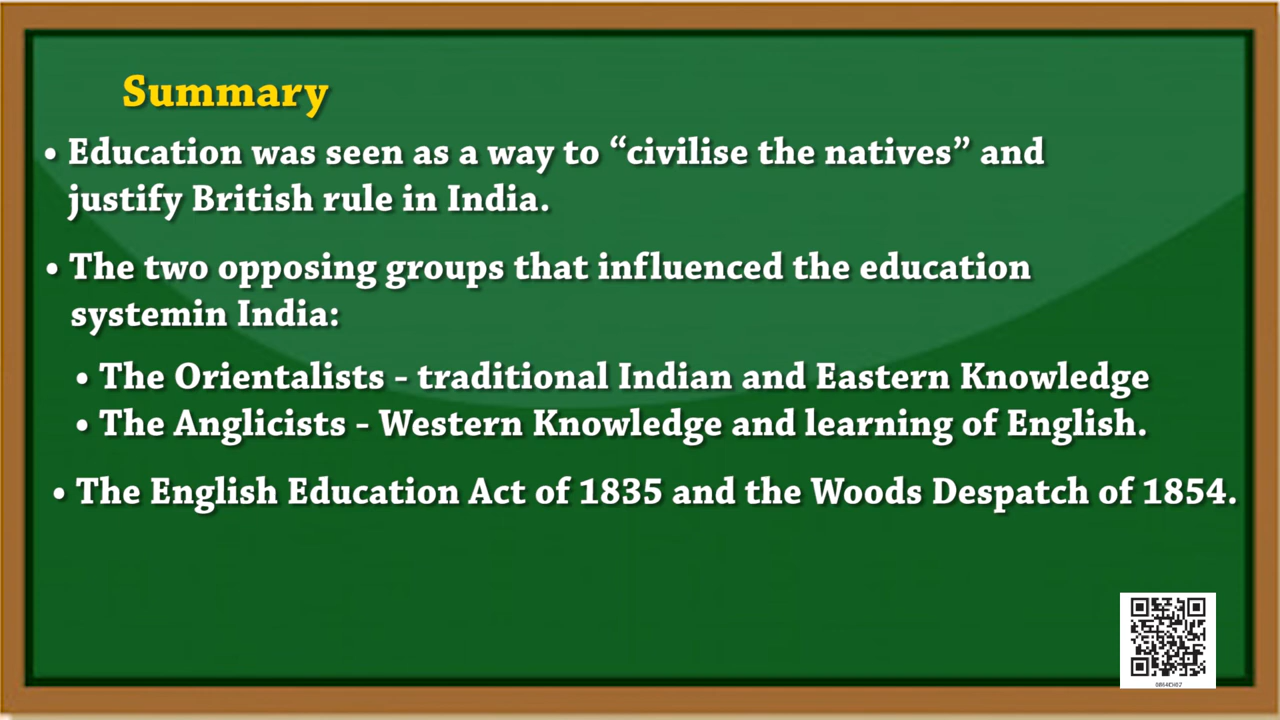 Summary
• Education was seen as a way to “civilise the natives” and
justify British rule in India.
• The two opposing groups that influenced the education
systemin India:
• The Orientalists - traditional Indian and Eastern Knowledge
• The Anglicists - Western Knowledge and learning of English.
• The English Education Act of 1835 and the Woods Despatch of 1854.